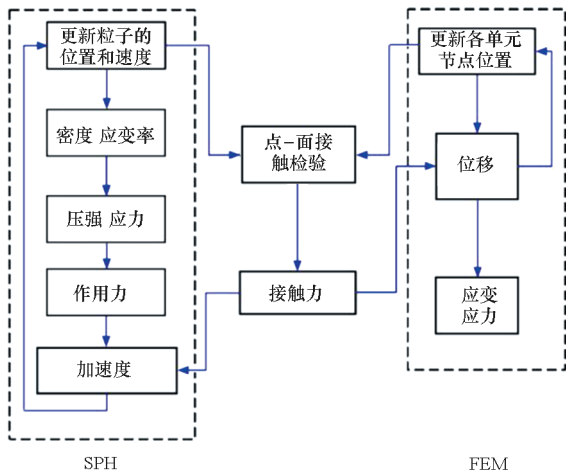 更新粒子的
位置和速度
密度 应变率
压强 应力
作用力
加速度
点-面接
触检验
接触力
更新各单元
节点位置
位移
应变
应力
SPH
FEM